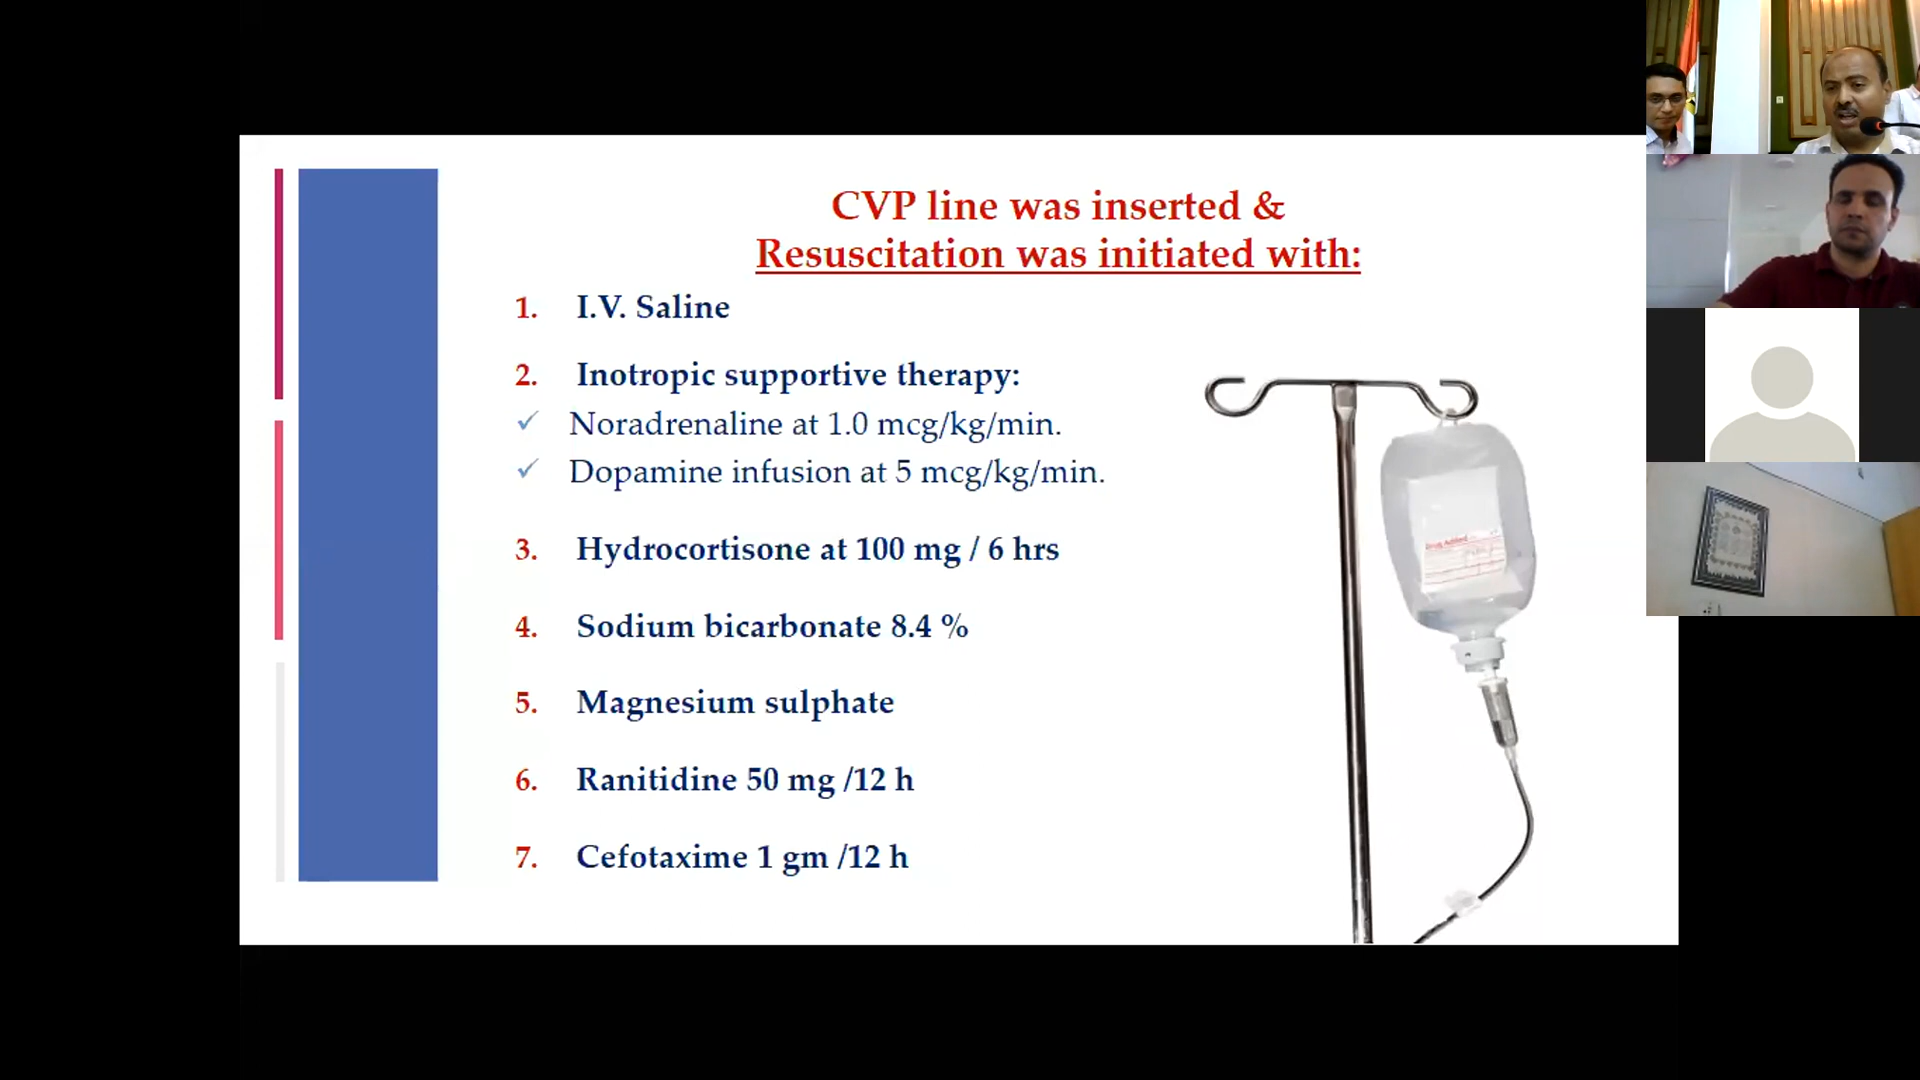 CVP line was inserted &
Resuscitation was initiated with:
1. I.V. Saline
2. Inotropic supportive therapy:
✓ Noradrenaline at 1.0 mcg/kg/min.
✓ Dopamine infusion at 5 mcg/kg/min.
3. Hydrocortisone at 100 mg / 6 hrs
4. Sodium bicarbonate 8.4 %
5. Magnesium sulphate
6. Ranitidine 50 mg /12 h
7. Cefotaxime 1 gm /12 h